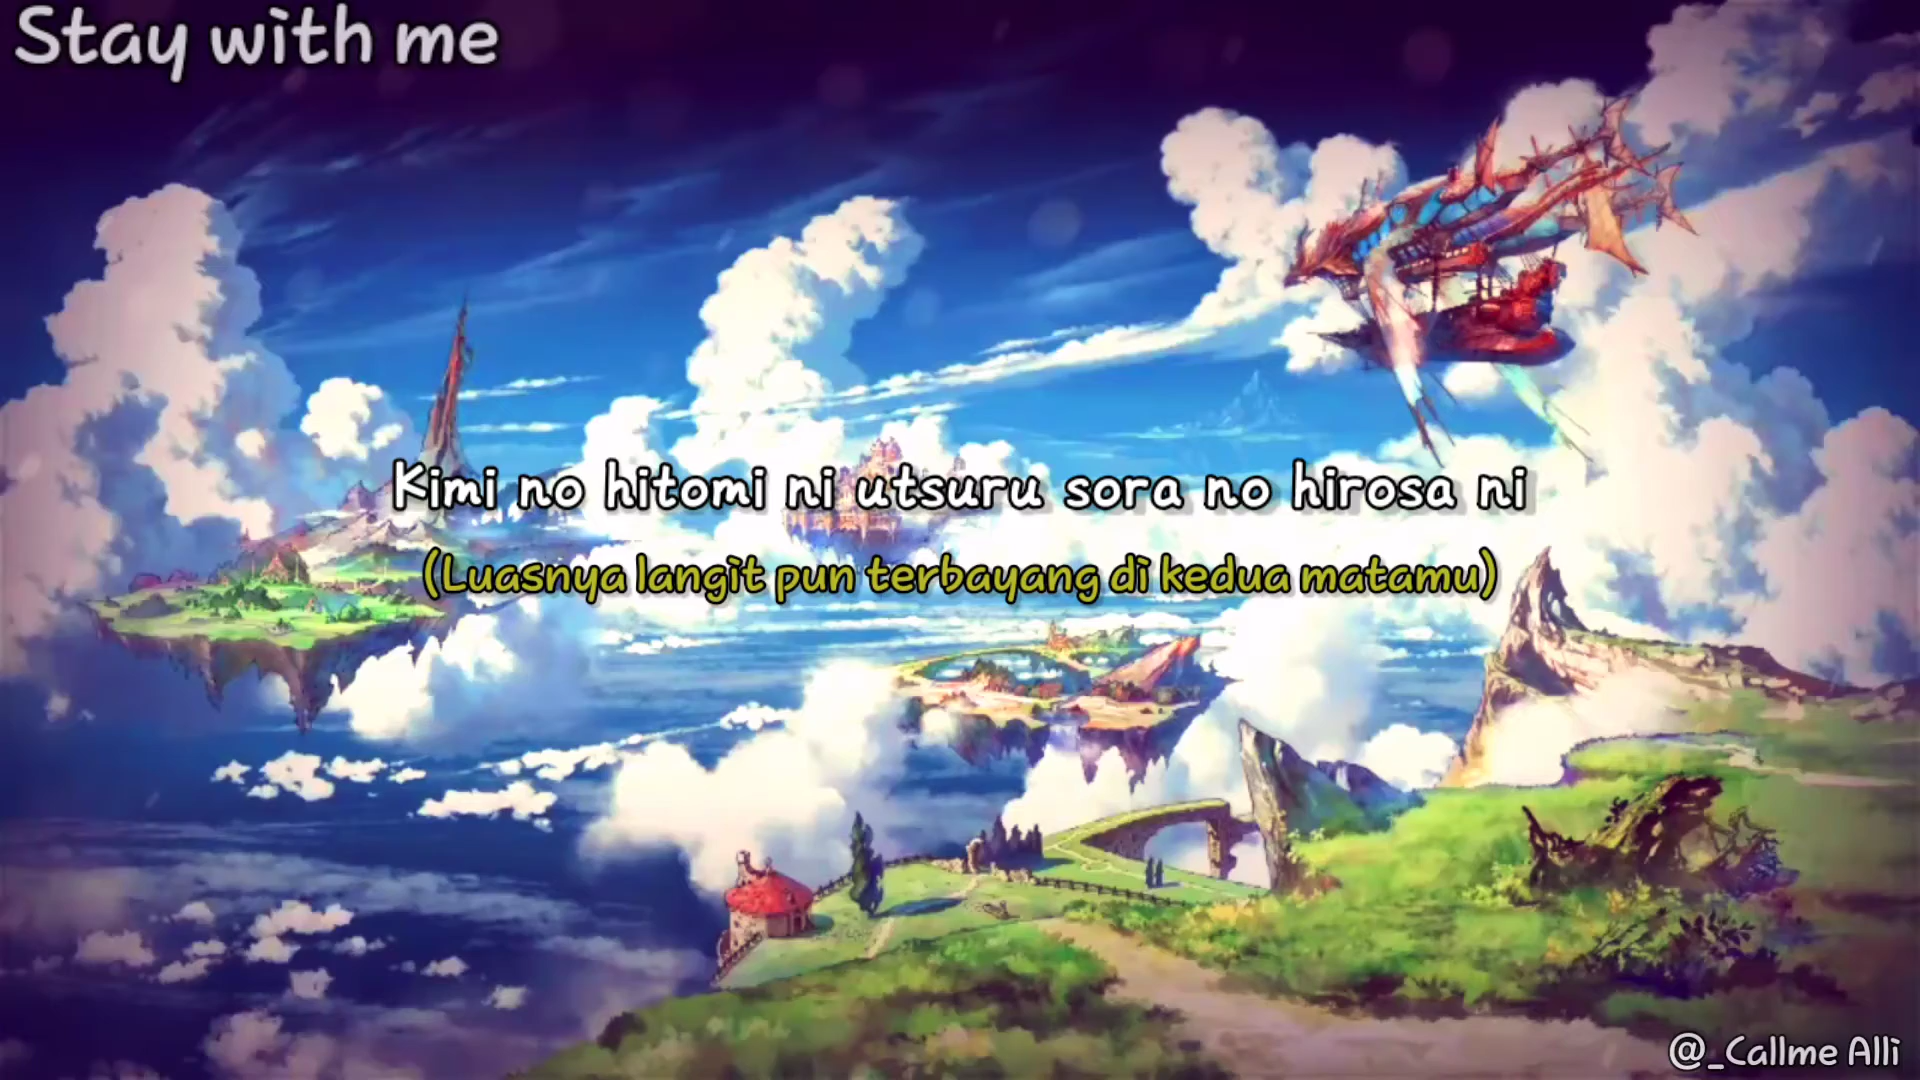 Stay with me
Kimi no hitomi ni utsuru sora no hirosa ni
(Luasnya langit pun terbayang di kedua matamu)
@_Callme Alli